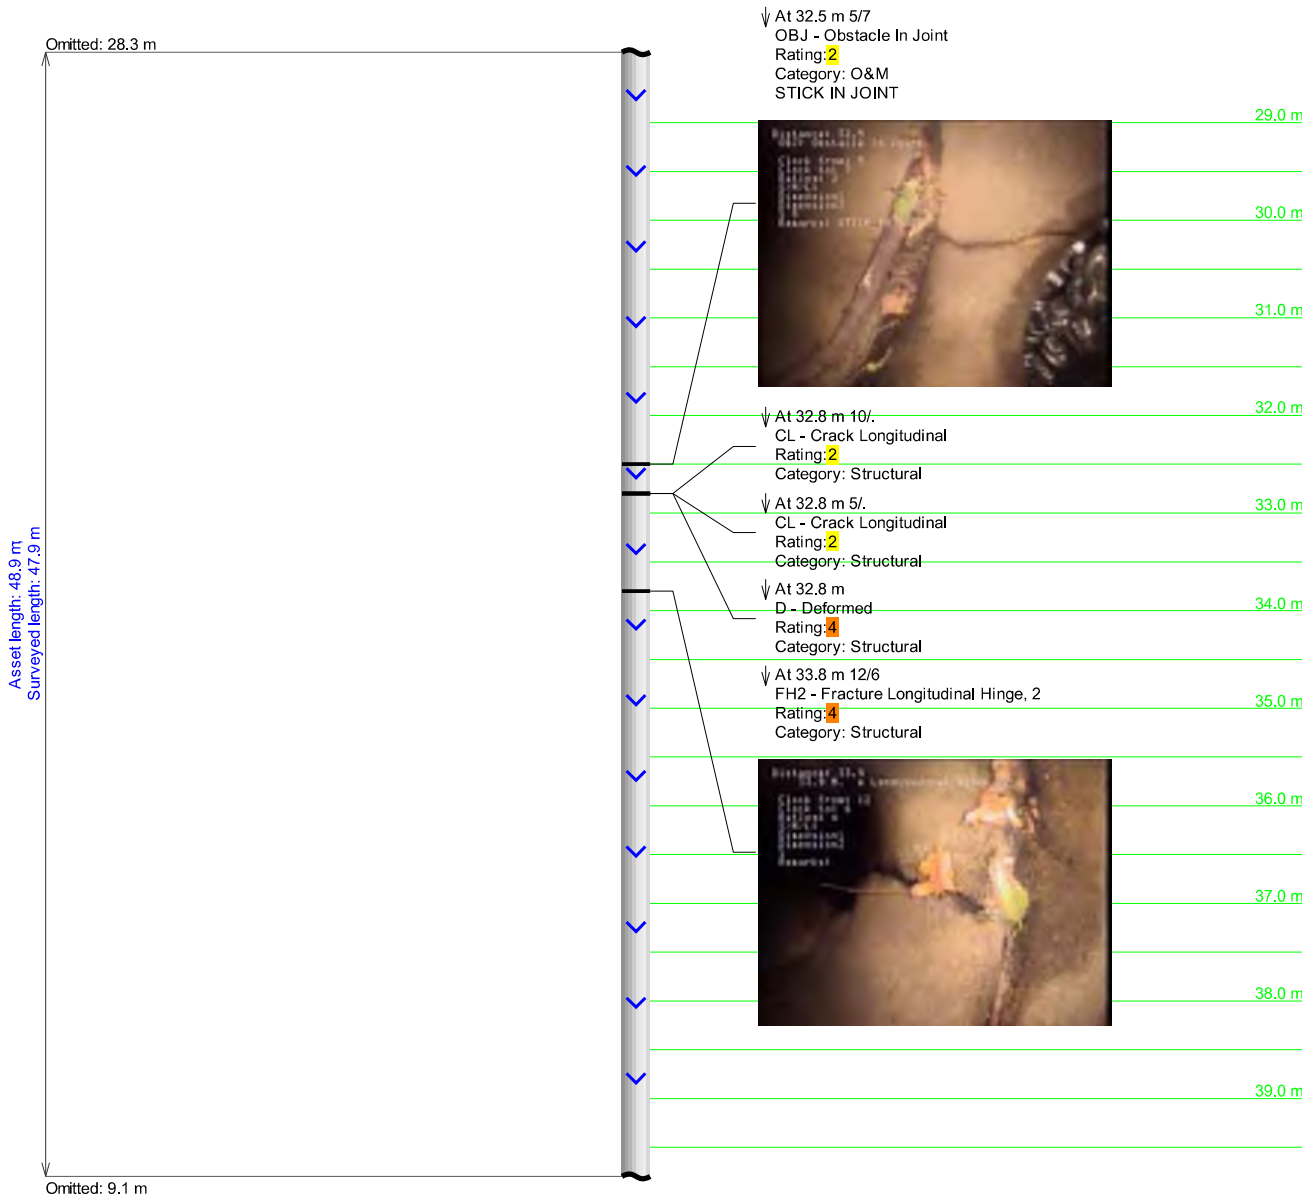 Omitted: 28.3 m
Asset length: 48.9 m
Surveyed length: 47.9 m
Omitted: 9.1 m
At 32.5 m 5/7
OBJ - Obstacle In Joint
Rating:2
Category: O&M
STICK IN JOINT
At 32.8 m 10/.
CL - Crack Longitudinal
Rating:2
Category: Structural
At 32.8 m 5/.
CL - Crack Longitudinal
Rating:2
Category: Structural
At 32.8 m
D - Deformed
Rating:4
Category: Structural
At 33.8 m 12/6
FH2 - Fracture Longitudinal Hinge, 2
Rating:4
Category: Structural
29.0 m
30.0 m
31.0 m
32.0 m
33.0 m
34.0 m
35.0 m
36.0 m
37.0 m
38.0 m
39.0 m